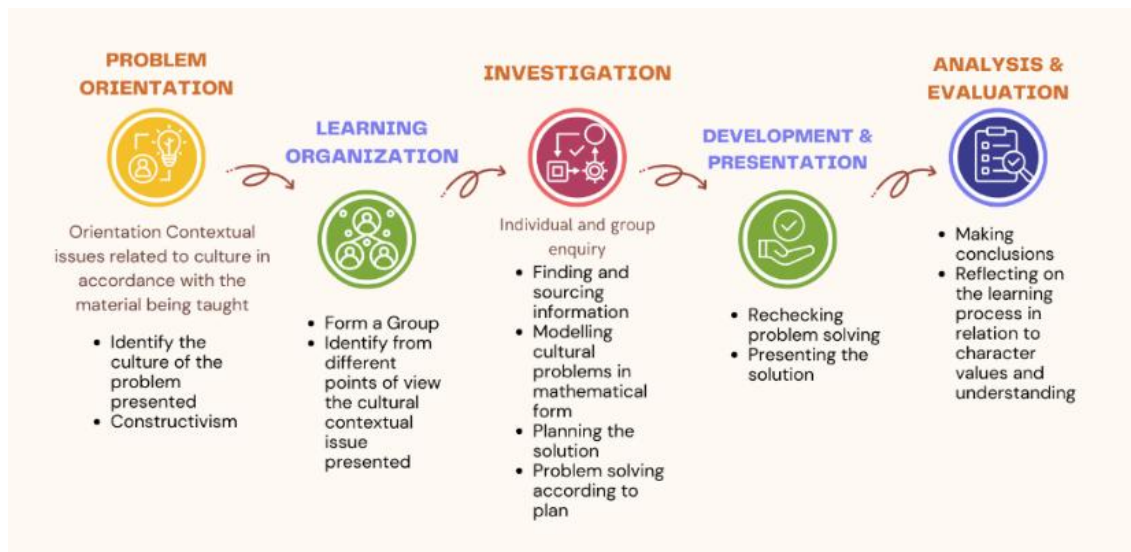 PROBLEM
ORIENTATION
Orientation Contextual
issues related to culture in
accordance with the
material being taught
• Identify the
culture of the
problem
presented
• Constructivism
LEARNING
ORGANIZATION
• Form a Group
• Identify from
different
points of view
the cultural
contextual
issue
presented
INVESTIGATION
Individual and group
enquiry
• Finding and
sourcing
information
• Modelling
cultural
problems in
mathematical
form
• Planning the
solution
• Problem solving
according to
plan
DEVELOPMENT &
PRESENTATION
• Rechecking
problem solving
• Presenting the
solution
ANALYSIS &
EVALUATION
• Making
conclusions
• Reflecting on
the learning
process in
relation to
character
values and
understanding